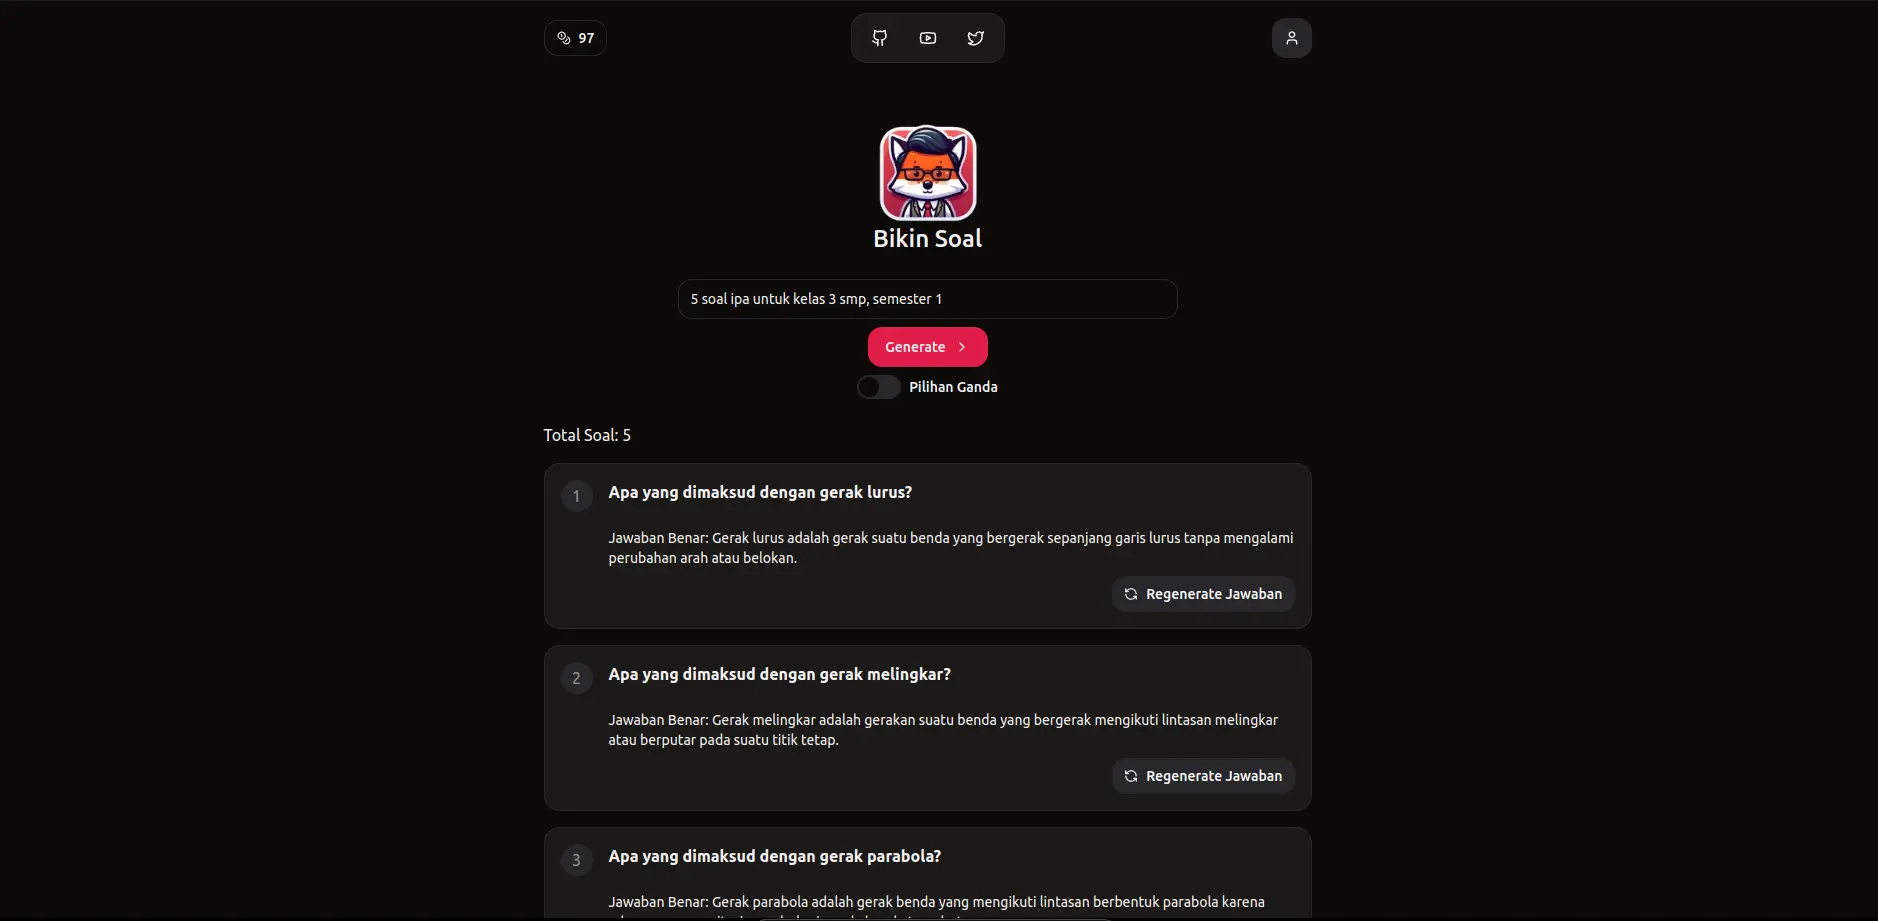 97
Bikin Soal
5 soal ipa untuk kelas 3 smp, semester 1
Generate
Pilihan Ganda
Total Soal: 5
1
Apa yang dimaksud dengan gerak lurus?
Jawaban Benar: Gerak lurus adalah gerak suatu benda yang bergerak sepanjang garis lurus tanpa mengalami
perubahan arah atau belokan.
Regenerate Jawaban
2
Apa yang dimaksud dengan gerak melingkar?
Jawaban Benar: Gerak melingkar adalah gerakan suatu benda yang bergerak mengikuti lintasan melingkar
atau berputar pada suatu titik tetap.
Regenerate Jawaban
3
Apa yang dimaksud dengan gerak parabola?
Jawaban Benar: Gerak parabola adalah gerak benda yang mengikuti lintasan berbentuk parabola karena